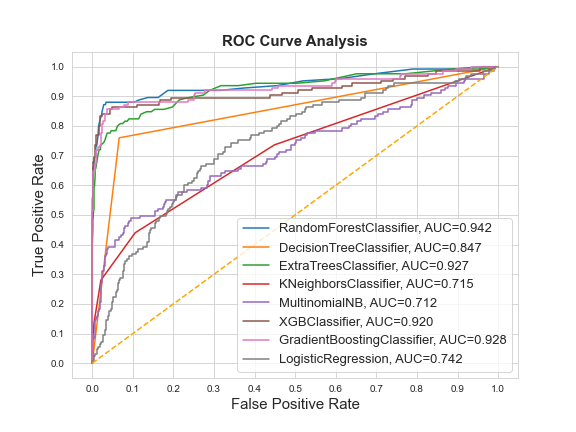 ROC Curve Analysis
True Positive Rate
1.0
0.9
0.8
0.7
0.6
0.5
0.4
0.3
0.2
0.1
0.0
RandomForestClassifier, AUC=0.942
DecisionTreeClassifier, AUC=0.847
ExtraTreesClassifier, AUC=0.927
KNeighborsClassifier, AUC=0.715
MultinomialNB, AUC=0.712
XGBClassifier, AUC=0.920
GradientBoostingClassifier, AUC=0.928
LogisticRegression, AUC=0.742
0.0 0.1 0.2 0.3 0.4 0.5 0.6 0.7 0.8 0.9 1.0
False Positive Rate